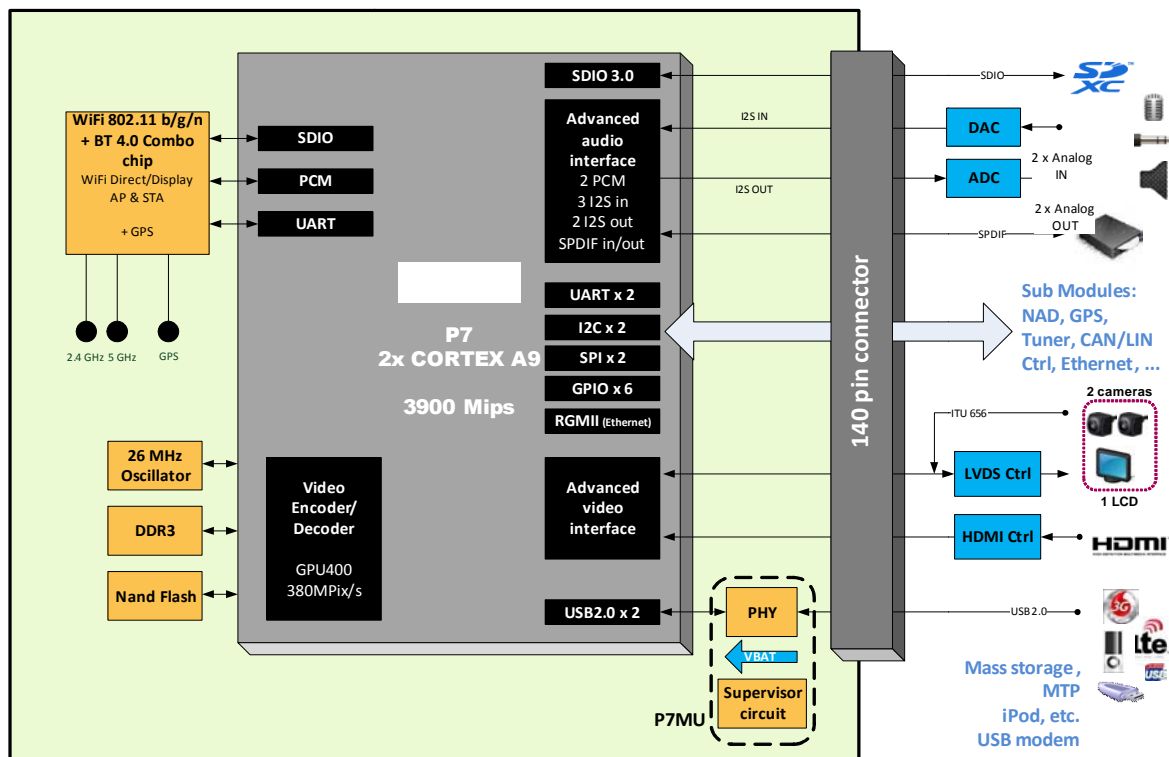 SDIO 3.0
SDIO
SD
XC
™
WiFi 802.11 b/g/n
+ BT 4.0 Combo
chip
WiFi Direct/Display
AP & STA
+ GPS
SDIO
PCM
UART
Advanced
audio
interface
2 PCM
3 I2S in
2 I2S out
SPDIF in/out
I2S IN
I2S OUT
DAC
ADC
2 x Analog
IN
2 x Analog
OUT
SPDIF
2.4 GHz
5 GHz
GPS
P7
2x CORTEX A9
3900 Mips
UART x 2
I2C x 2
SPI x 2
GPIO x 6
RGMII (Ethernet)
140 pin connector
Sub Modules:
NAD, GPS,
Tuner, CAN/LIN
Ctrl, Ethernet, ...
2 cameras
ITU 656
LVDS Ctrl
1 LCD
26 MHz
Oscillator
DDR3
Nand Flash
Video
Encoder/
Decoder
GPU400
380MPix/s
Advanced
video
interface
HDMI Ctrl
HDMI
USB2.0 x 2
PHY
VBAT
Supervisor
circuit
P7MU
USB2.0
3G
lte
USB
Mass storage ,
MTP
iPod, etc.
USB modem